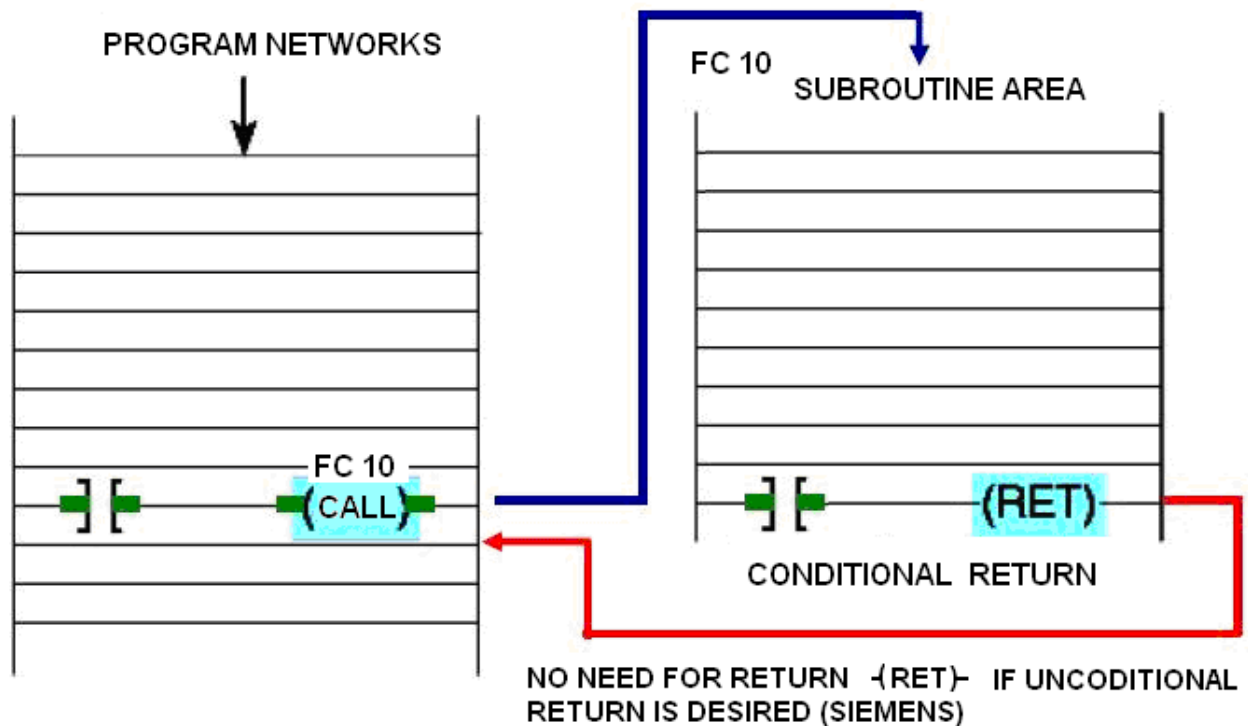 PROGRAM NETWORKS
FC 10
SUBROUTINE AREA
FC 10
(CALL)
(RET)
CONDITIONAL RETURN
NO NEED FOR RETURN -(RET)- IF UNCODITIONAL
RETURN IS DESIRED (SIEMENS)